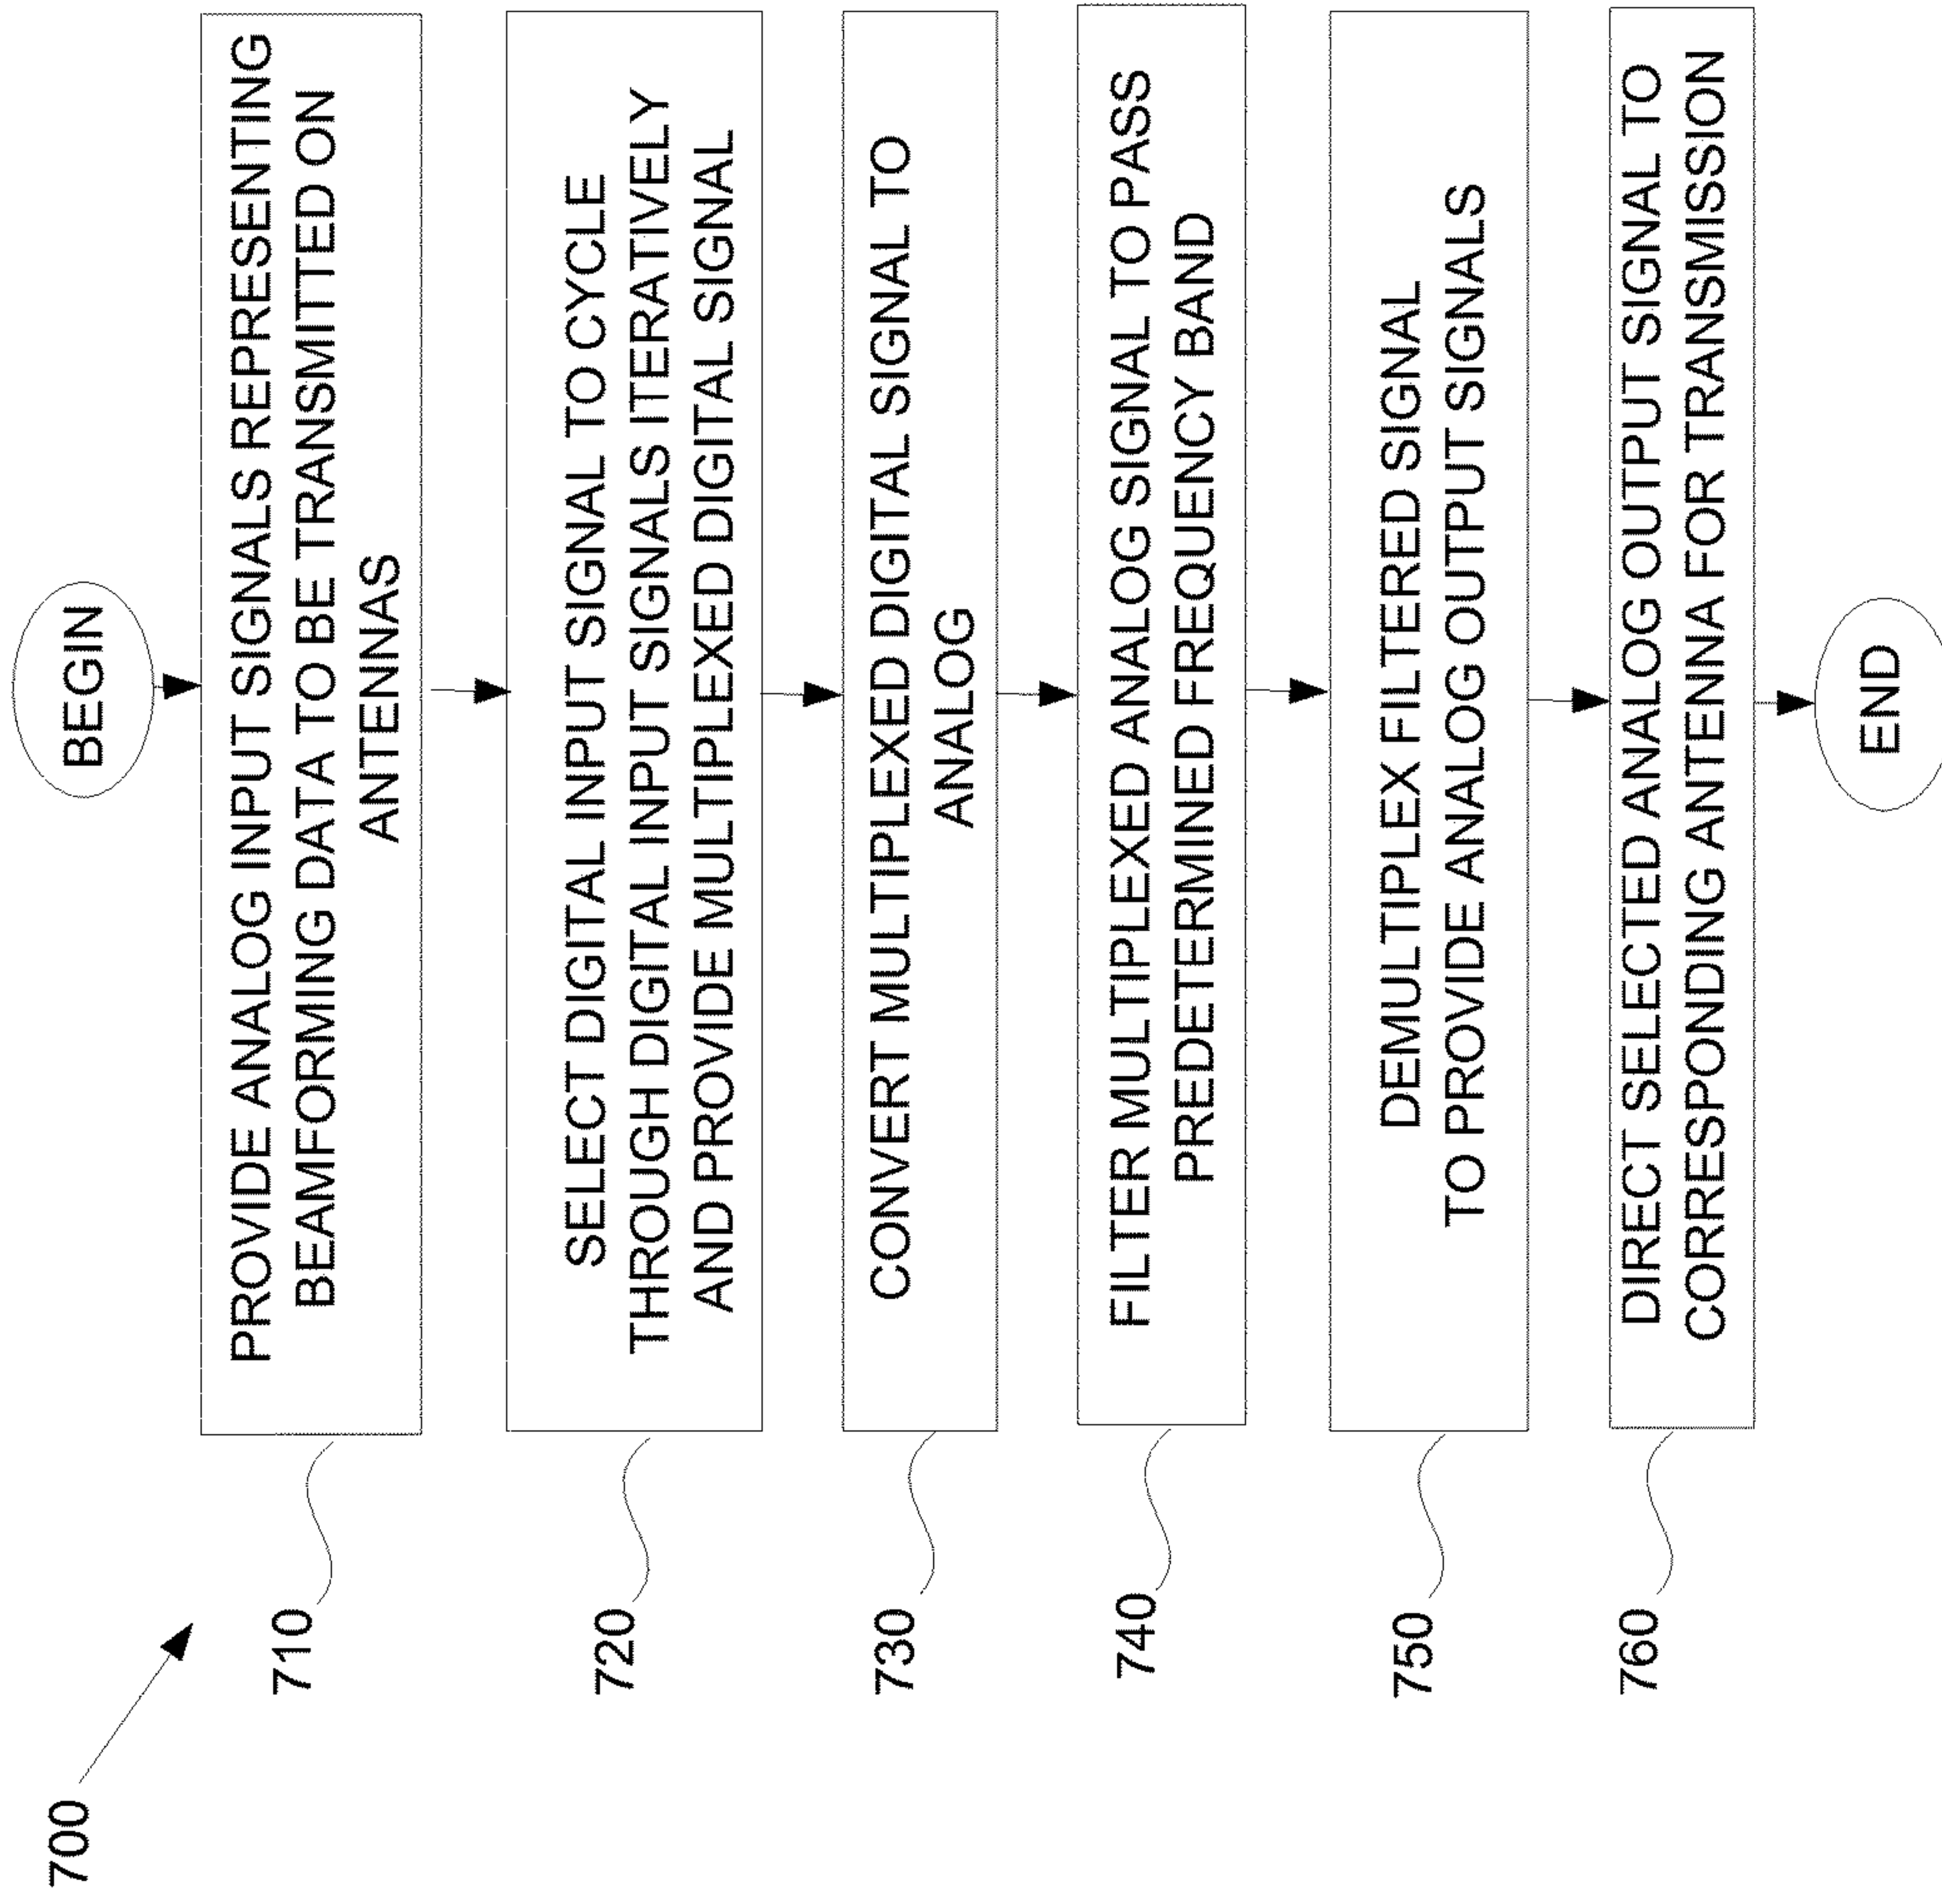 700
BEGIN
710
PROVIDE ANALOG INPUT SIGNALS REPRESENTING
BEAMFORMING DATA TO BE TRANSMITTED ON
ANTENNAS
720
SELECT DIGITAL INPUT SIGNAL TO CYCLE
THROUGH DIGITAL INPUT SIGNALS ITERATIVELY
AND PROVIDE MULTIPLEXED DIGITAL SIGNAL
730
CONVERT MULTIPLEXED DIGITAL SIGNAL TO
ANALOG
740
FILTER MULTIPLEXED ANALOG SIGNAL TO PASS
PREDETERMINED FREQUENCY BAND
750
DEMULTIPLEX FILTERED SIGNAL
TO PROVIDE ANALOG OUTPUT SIGNALS
760
DIRECT SELECTED ANALOG OUTPUT SIGNAL TO
CORRESPONDING ANTENNA FOR TRANSMISSION
END